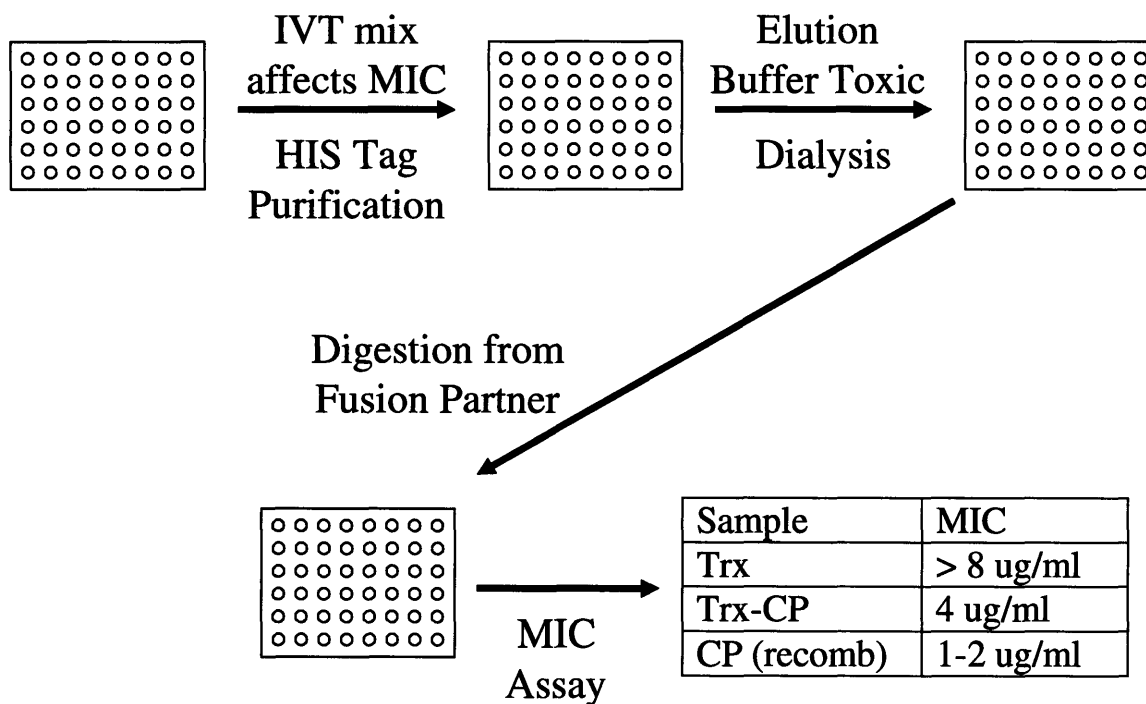 IVT mix
affects MIC
HIS Tag
Purification
Elution
Buffer Toxic
Dialysis
Digestion from
Fusion Partner
MIC
Assay
Sample MIC
Trx > 8 ug/ml
Trx-CP 4 ug/ml
CP (recomb) 1-2 ug/ml